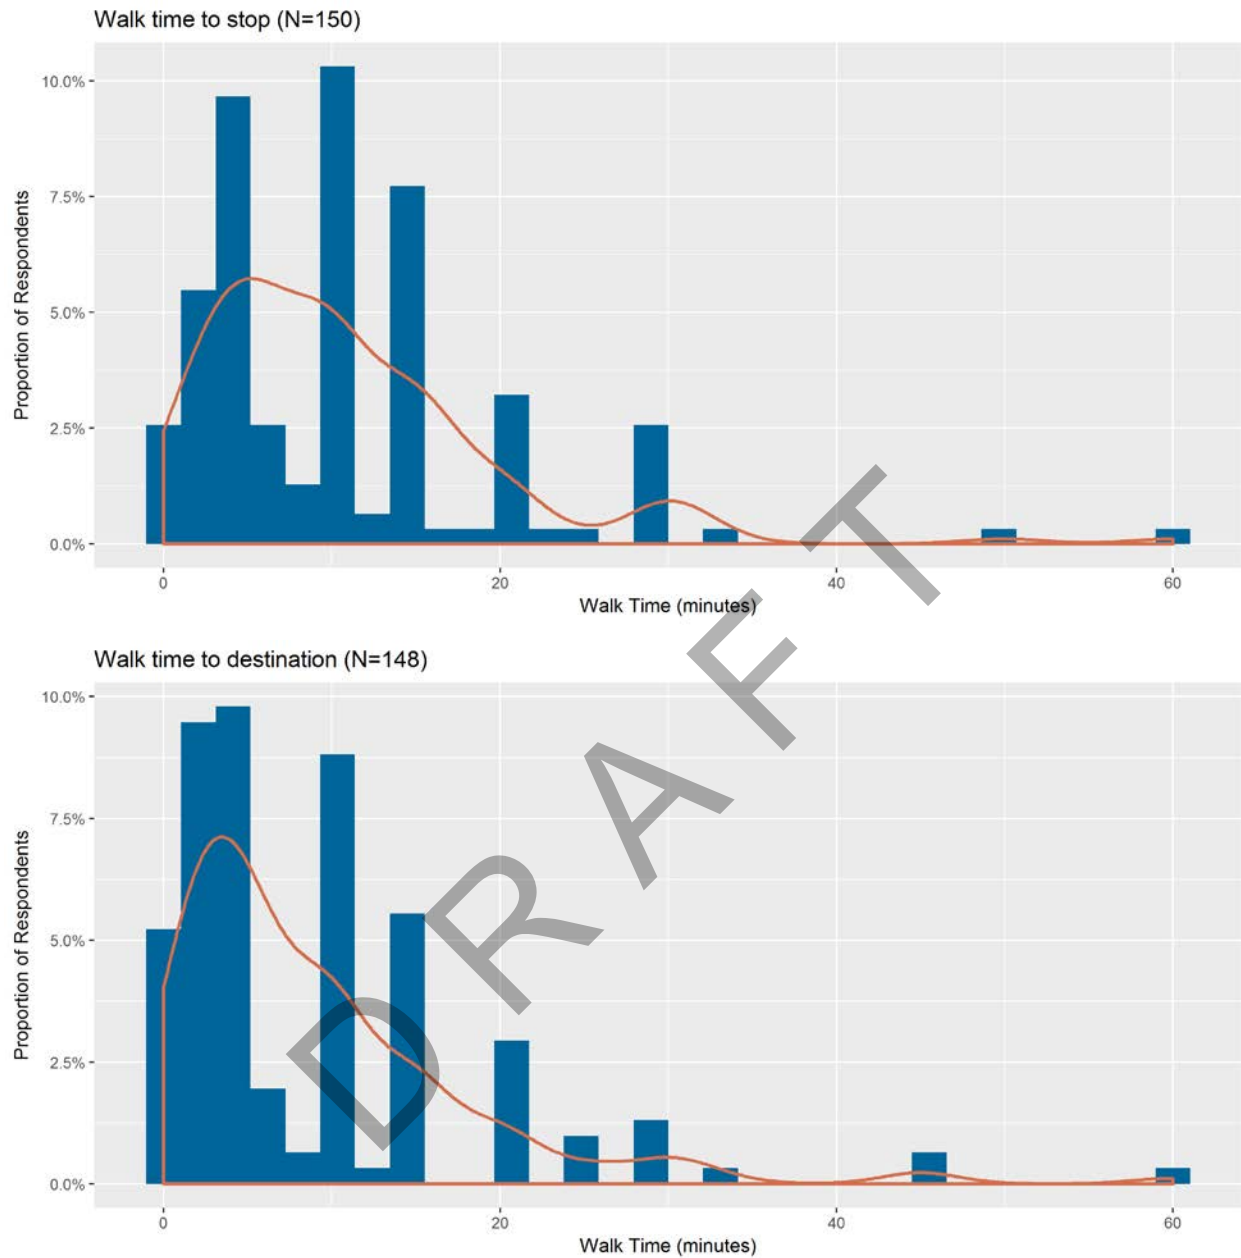 Walk time to stop (N=150)
10.0%
7.5%
5.0%
2.5%
0.0%
Proportion of Respondents
0
20
40
60
Walk Time (minutes)
Walk time to destination (N=148)
10.0%
7.5%
5.0%
2.5%
0.0%
Proportion of Respondents
0
20
40
60
Walk Time (minutes)
DRAFT